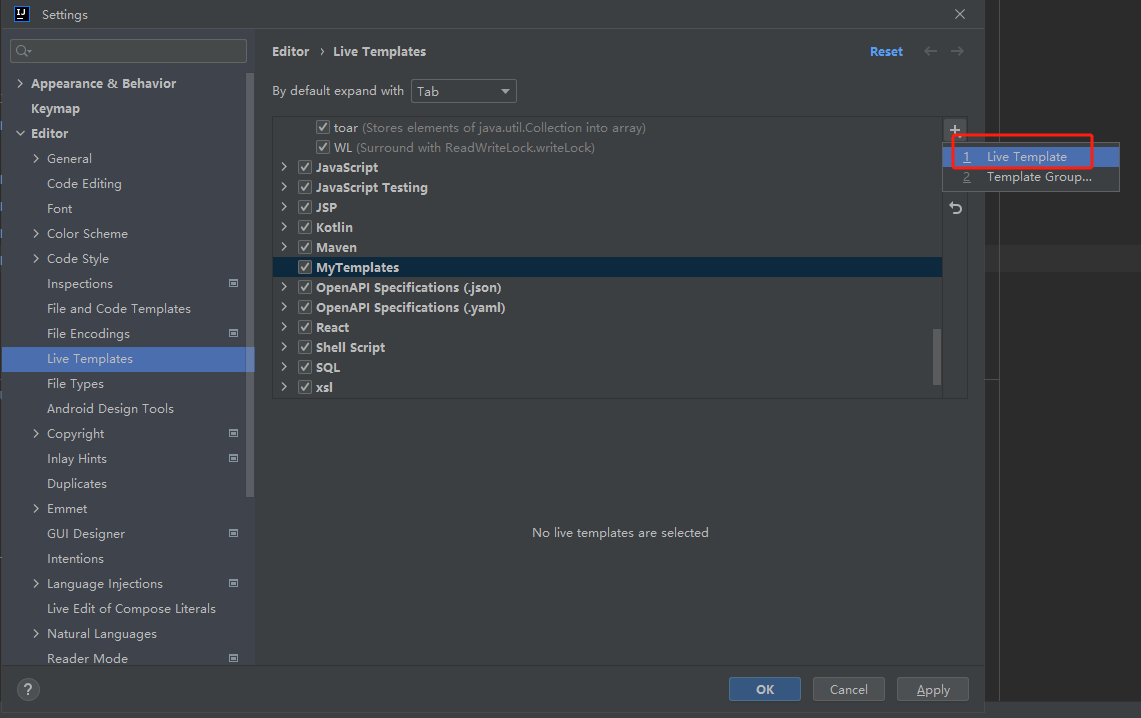 IJ
Settings
Appearance & Behavior
Keymap
Editor
General
Code Editing
Font
Color Scheme
Code Style
Inspections
File and Code Templates
File Encodings
Live Templates
File Types
Android Design Tools
Copyright
Inlay Hints
Duplicates
Emmet
GUI Designer
Intentions
Language Injections
Live Edit of Compose Literals
Natural Languages
Reader Mode
Editor › Live Templates
Reset
By default expand with Tab
toar (Stores elements of java.util.Collection into array)
WL (Surround with ReadWriteLock.writeLock)
JavaScript
JavaScript Testing
JSP
Kotlin
Maven
MyTemplates
OpenAPI Specifications (.json)
OpenAPI Specifications (.yaml)
React
Shell Script
SQL
xsl
1 Live Template
2 Template Group...
No live templates are selected
?
OK
Cancel
Apply